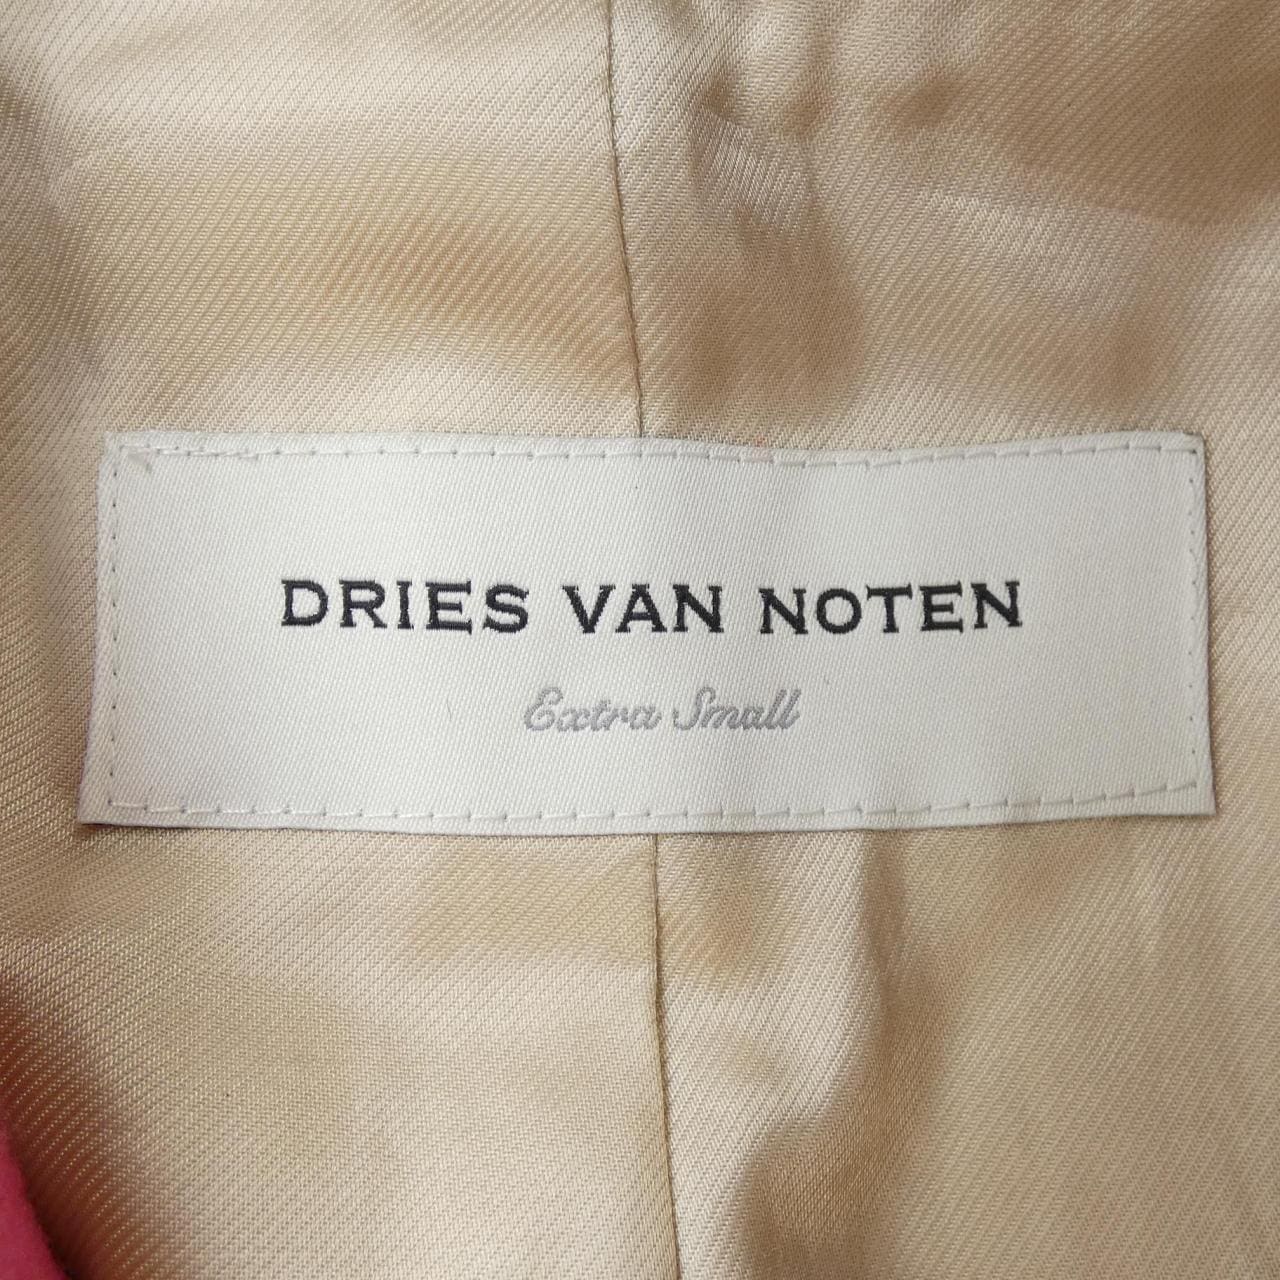 DRIES VAN NOTEN
Extra Small